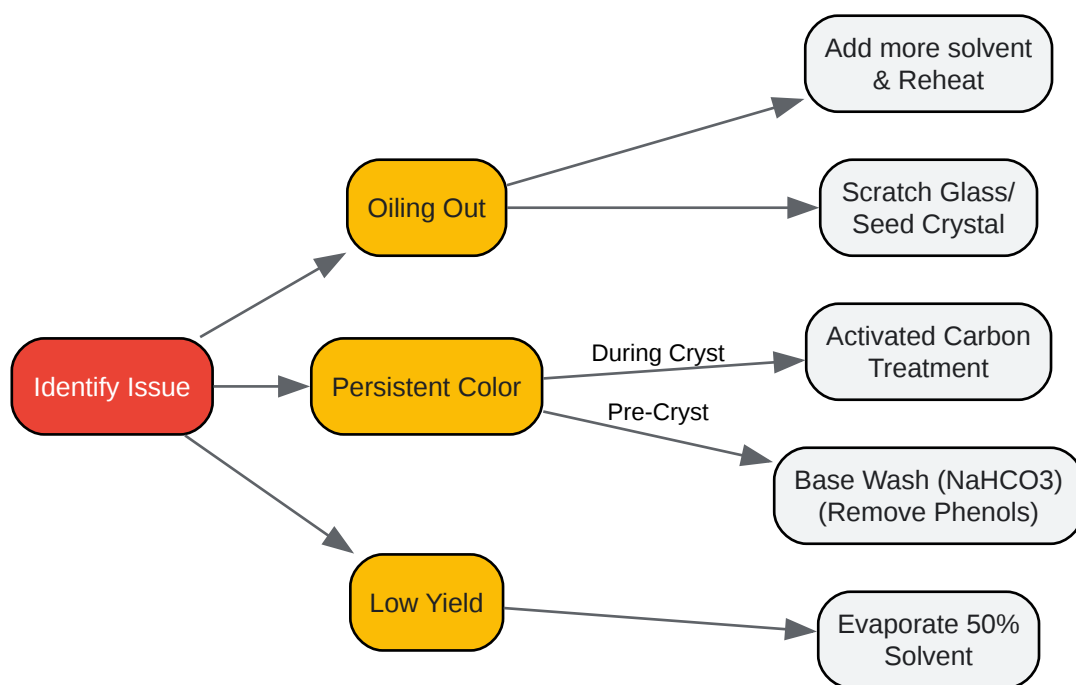 Add more solvent
& Reheat
Oiling Out
Scratch Glass/
Seed Crystal
Identify Issue
Persistent Color
During Cryst
Activated Carbon
Treatment
Pre-Cryst
Base Wash (NaHCO3)
(Remove Phenols)
Low Yield
Evaporate 50%
Solvent